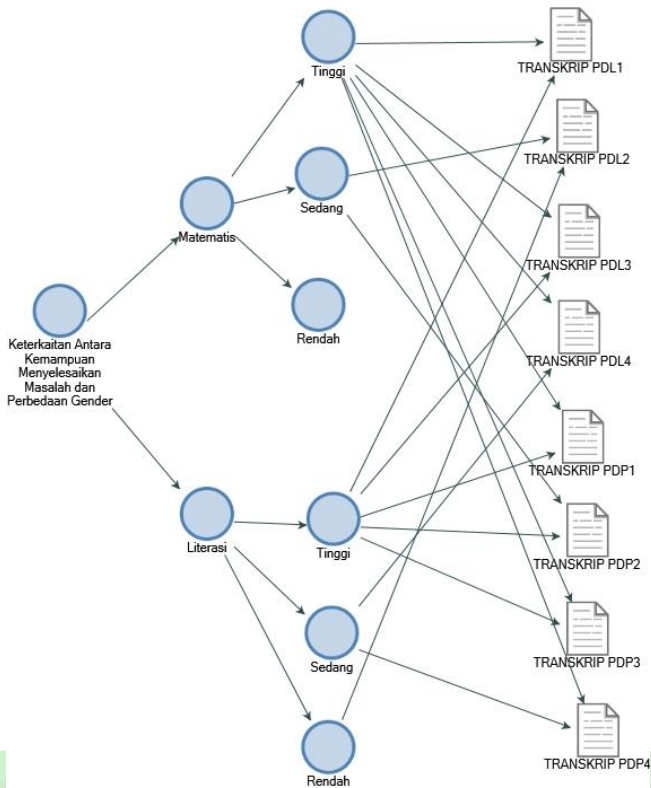 Tinggi
TRANSKRIP PDL1
TRANSKRIP PDL2
Sedang
Matematis
TRANSKRIP PDL3
Rendah
Keterkaitan Antara
Kemampuan
Menyelesaikan
Masalah dan
Perbedaan Gender
TRANSKRIP PDL4
TRANSKRIP PDP1
Literasi
Tinggi
TRANSKRIP PDP2
Sedang
TRANSKRIP PDP3
Rendah
TRANSKRIP PDP4